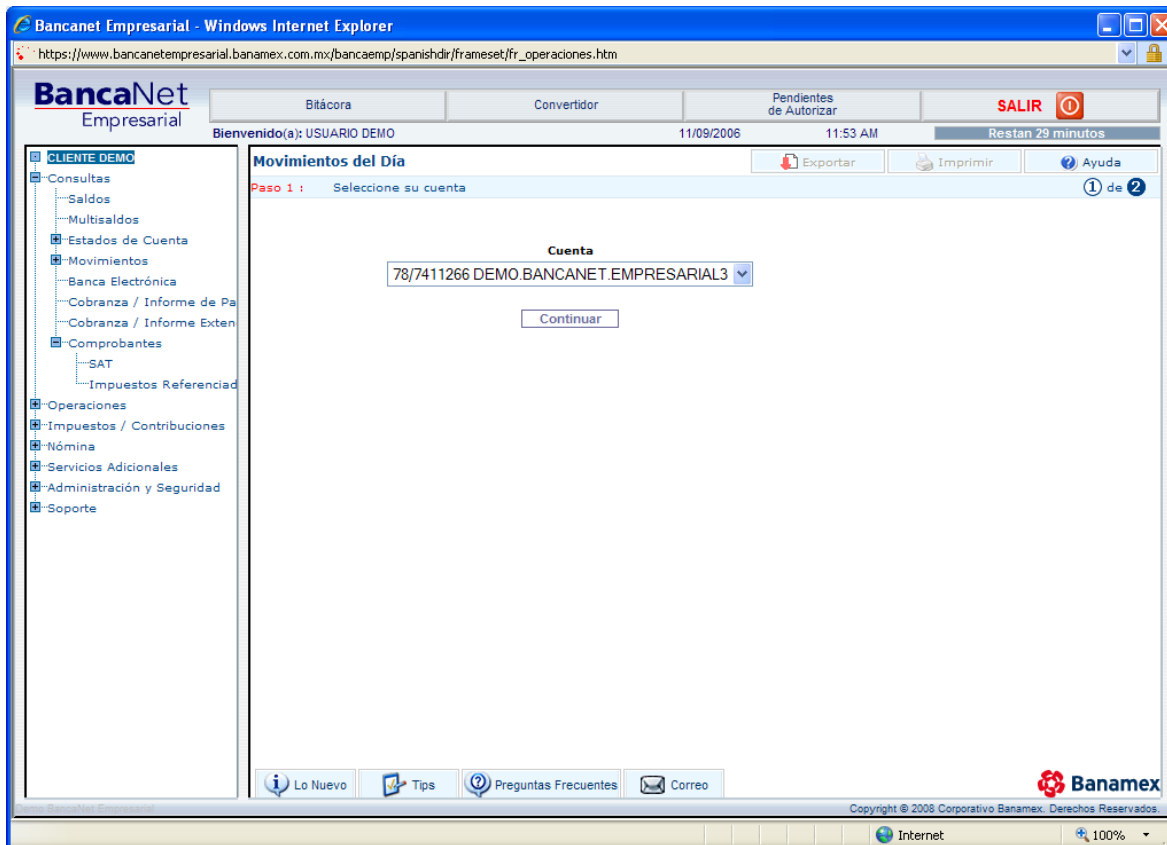 Bancanet Empresarial - Windows Internet Explorer
https://www.bancanetempresarial.banamex.com.mx/bancaemp/spanishdir/frameset/fr_operaciones.htm
BancaNet
Empresarial
Bitácora
Convertidor
Pendientes
de Autorizar
SALIR
Bienvenido(a): USUARIO DEMO
11/09/2006
11:53 AM
Restan 29 minutos
CLIENTE DEMO
Consultas
Saldos
Multisaldos
Estados de Cuenta
Movimientos
Banca Electrónica
Cobranza / Informe de Pa
Cobranza / Informe Exten
Comprobantes
SAT
Impuestos Referenciad
Operaciones
Impuestos / Contribuciones
Nómina
Servicios Adicionales
Administración y Seguridad
Soporte
Movimientos del Día
Exportar
Imprimir
Ayuda
Paso 1 : Seleccione su cuenta
1 de 2
Cuenta
78/7411266 DEMO.BANCANET.EMPRESARIAL3
Continuar
Lo Nuevo
Tips
Preguntas Frecuentes
Correo
Banamex
Demo BancaNet Empresarial
Copyright © 2008 Corporativo Banamex. Derechos Reservados.
Internet
100%